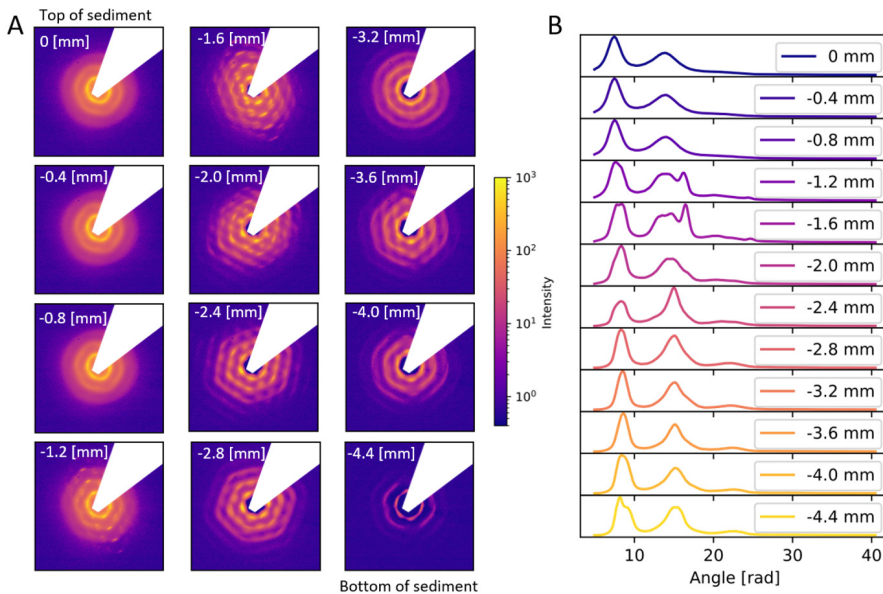 A
Top of sediment
0 [mm]
-1.6 [mm]
-3.2 [mm]
-0.4 [mm]
-2.0 [mm]
-3.6 [mm]
-0.8 [mm]
-2.4 [mm]
-4.0 [mm]
-1.2 [mm]
-2.8 [mm]
-4.4 [mm]
Bottom of sediment
10³
10²
10¹
10⁰
Intensity
B
0 mm
-0.4 mm
-0.8 mm
-1.2 mm
-1.6 mm
-2.0 mm
-2.4 mm
-2.8 mm
-3.2 mm
-3.6 mm
-4.0 mm
-4.4 mm
10 20 30 40
Angle [rad]